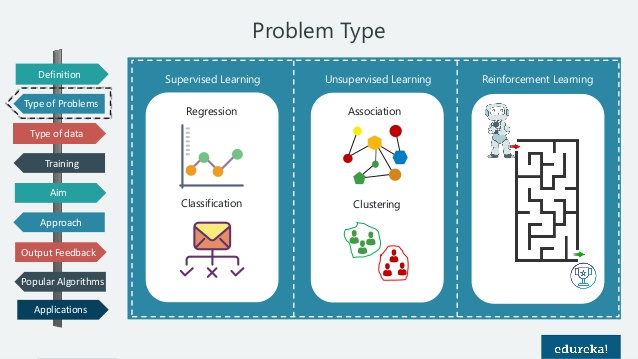 Problem Type
Definition
Type of Problems
Type of data
Training
Aim
Approach
Output Feedback
Popular Algorithms
Applications
Supervised Learning
Regression
Classification
Unsupervised Learning
Association
Clustering
Reinforcement Learning
edureka!